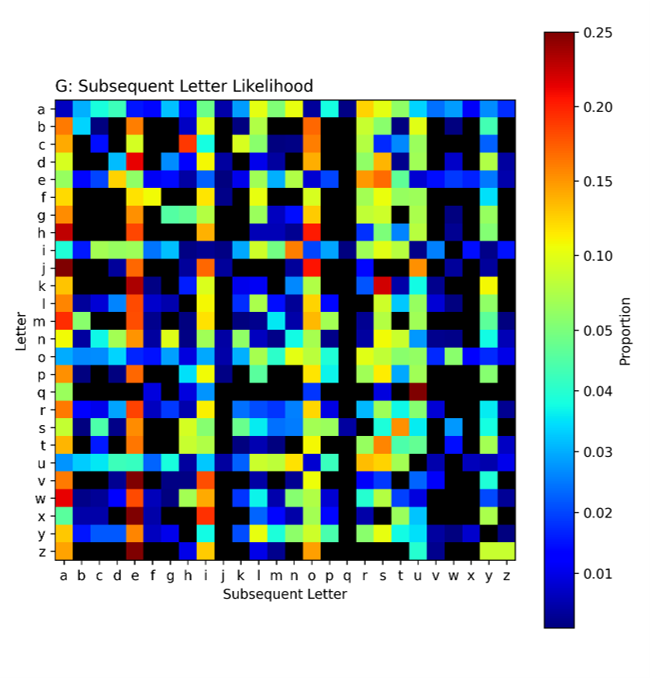 G: Subsequent Letter Likelihood
Letter
a
b
c
d
e
f
g
h
i
j
k
l
m
n
o
p
q
r
s
t
u
v
w
x
y
z
a b c d e f g h i j k l m n o p q r s t u v w x y z
Subsequent Letter
0.25
0.20
0.15
0.10
0.05
0.04
0.03
0.02
0.01
Proportion